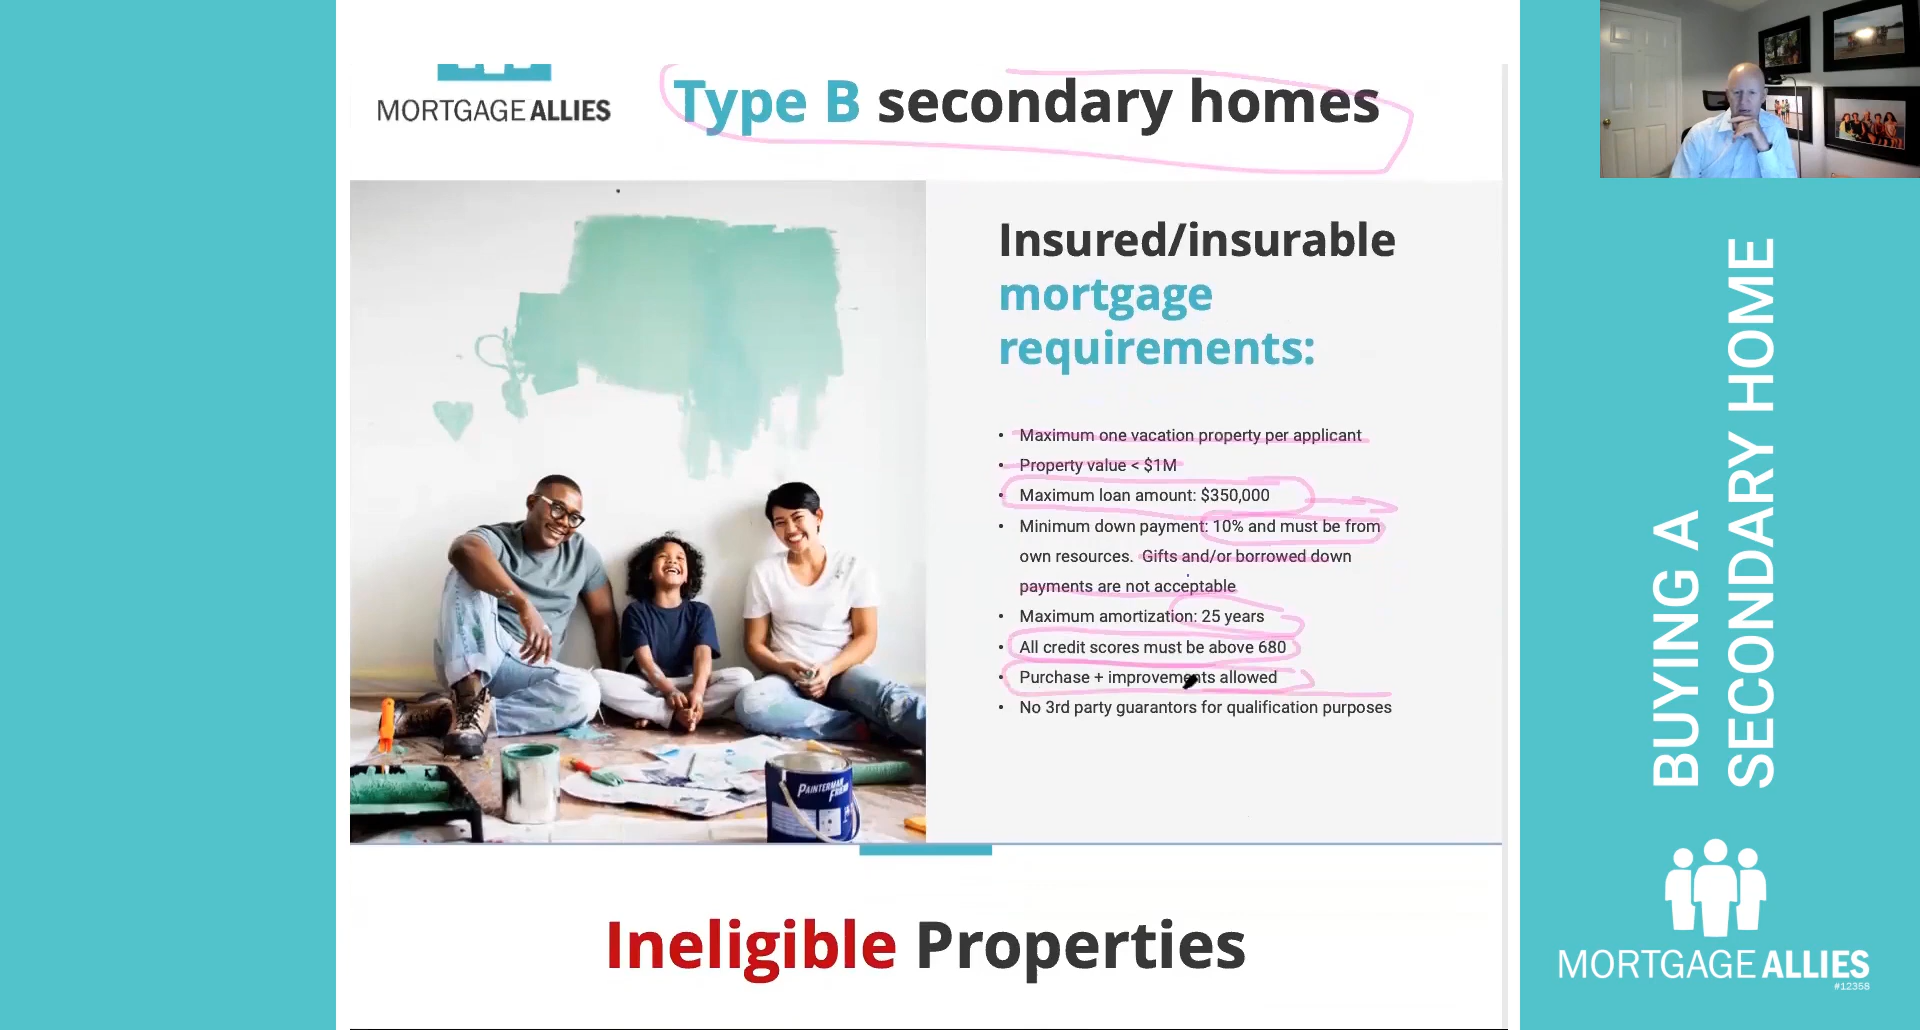 MORTGAGE ALLIES
Type B secondary homes
Insured/insurable
mortgage
requirements:
• Maximum one vacation property per applicant
• Property value < $1M
• Maximum loan amount: $350,000
• Minimum down payment: 10% and must be from
own resources. Gifts and/or borrowed down
payments are not acceptable
• Maximum amortization: 25 years
• All credit scores must be above 680
• Purchase + improvements allowed
• No 3rd party guarantors for qualification purposes
Ineligible Properties
BUYING A
SECONDARY HOME
MORTGAGE ALLIES
#12358